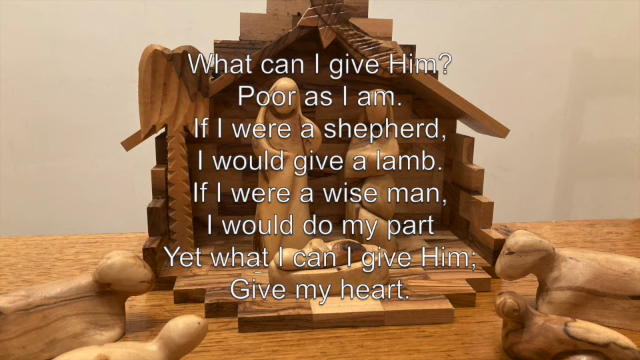 What can I give Him?
Poor as I am.
If I were a shepherd,
I would give a lamb.
If I were a wise man,
I would do my part
Yet what I can I give Him;
Give my heart.